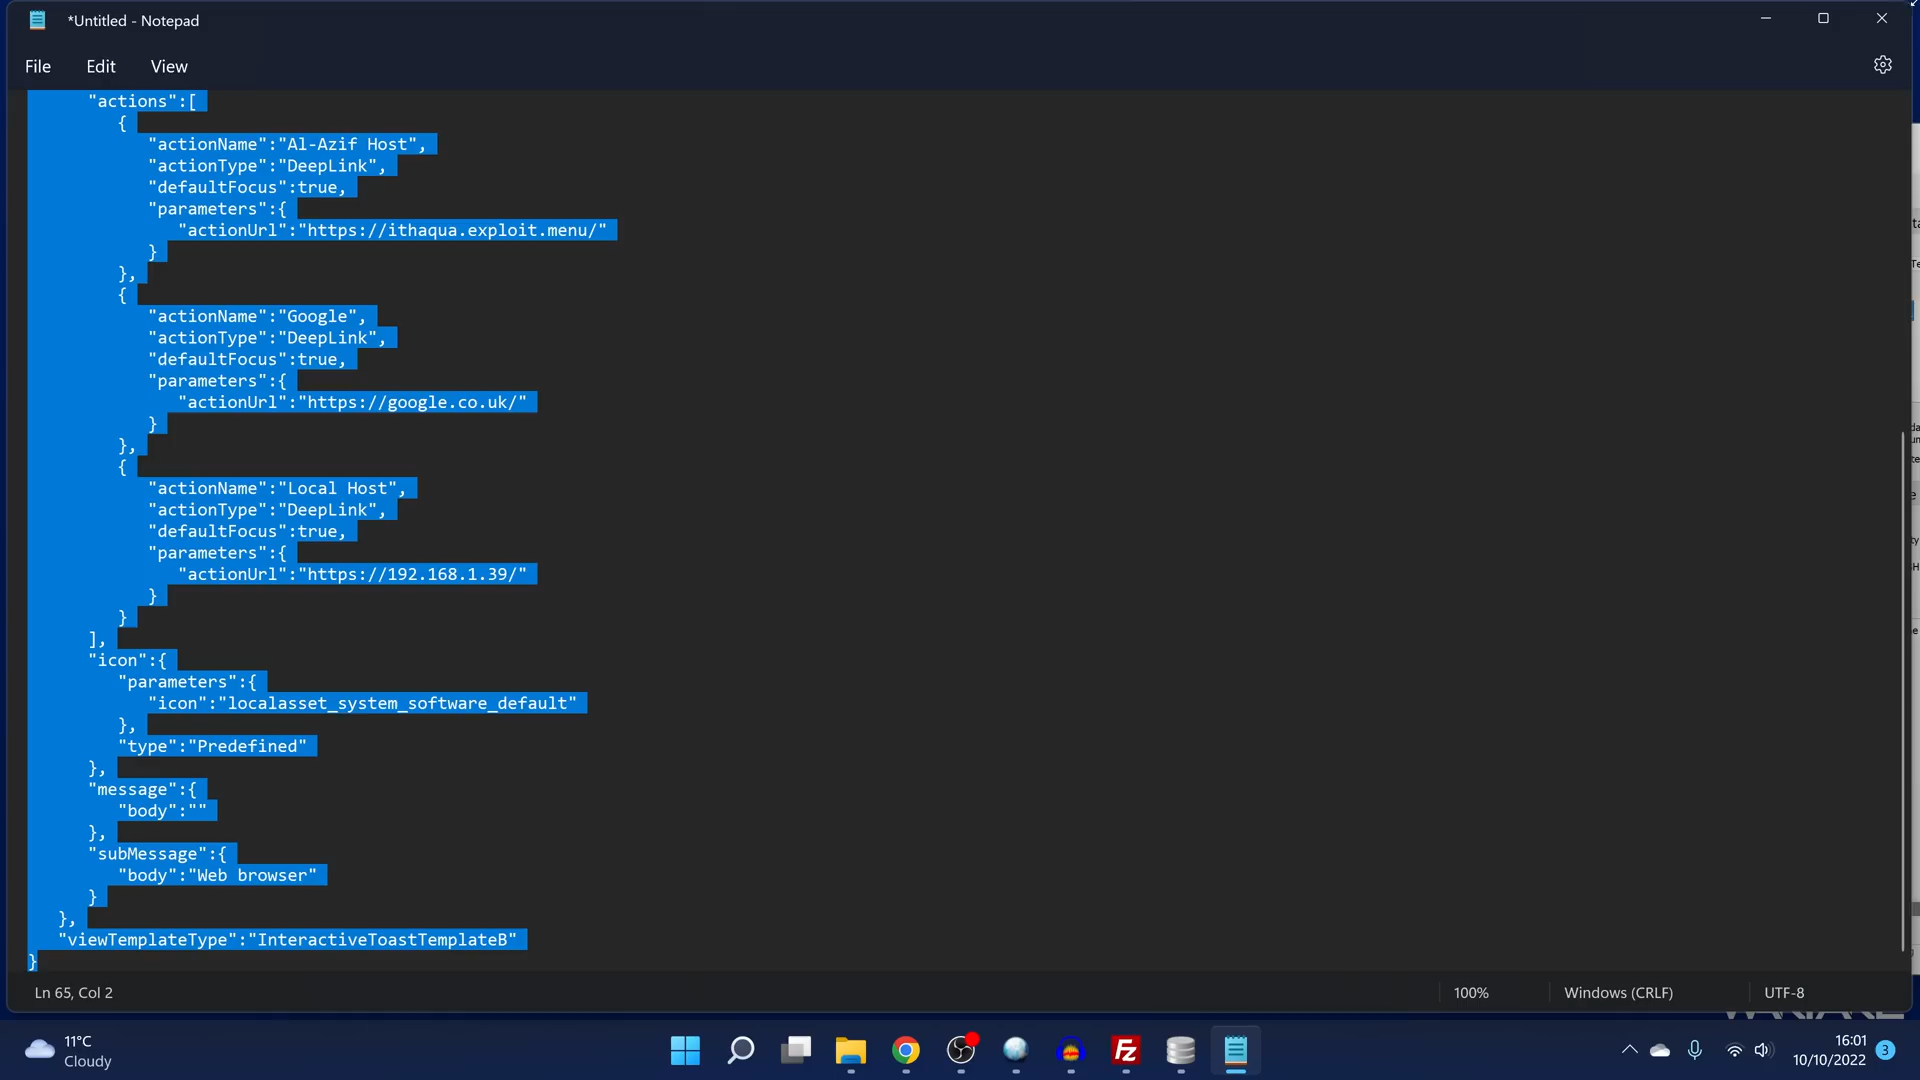 *Untitled - Notepad
File Edit View
"actions":[
{
"actionName":"Al-Azif Host",
"actionType":"DeepLink",
"defaultFocus":true,
"parameters":{
"actionUrl":"https://ithaqua.exploit.menu/"
}
},
{
"actionName":"Google",
"actionType":"DeepLink",
"defaultFocus":true,
"parameters":{
"actionUrl":"https://google.co.uk/"
}
},
{
"actionName":"Local Host",
"actionType":"DeepLink",
"defaultFocus":true,
"parameters":{
"actionUrl":"https://192.168.1.39/"
}
}
],
"icon":{
"parameters":{
"icon":"localasset_system_software_default"
},
"type":"Predefined"
},
"message":{
"body":""
},
"subMessage":{
"body":"Web browser"
}
},
"viewTemplateType":"InteractiveToastTemplateB"
}
Ln 65, Col 2 100% Windows (CRLF) UTF-8
11°C
Cloudy
16:01
10/10/2022
3